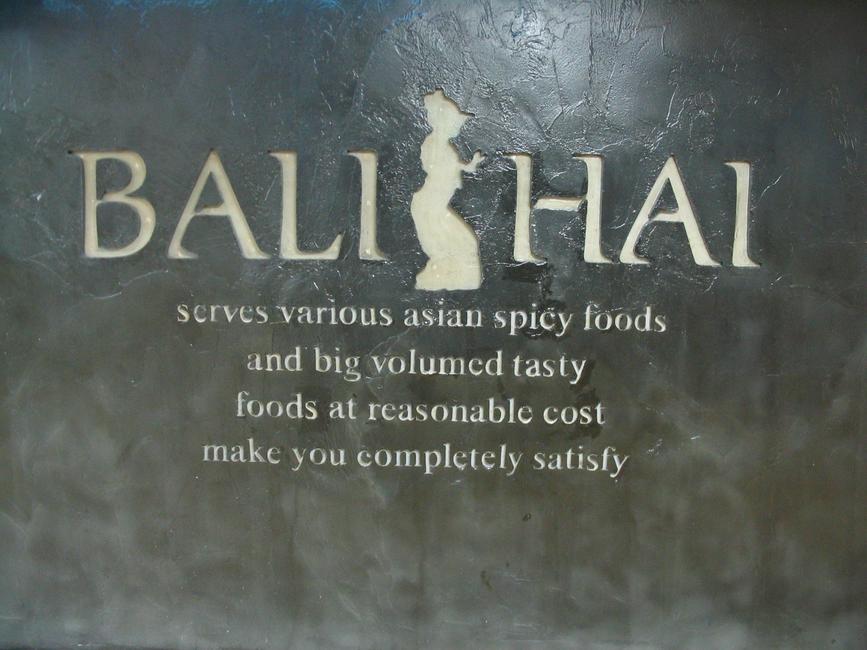 BALI HAI
serves various asian spicy foods
and big volumed tasty
foods at reasonable cost
make you completely satisfy